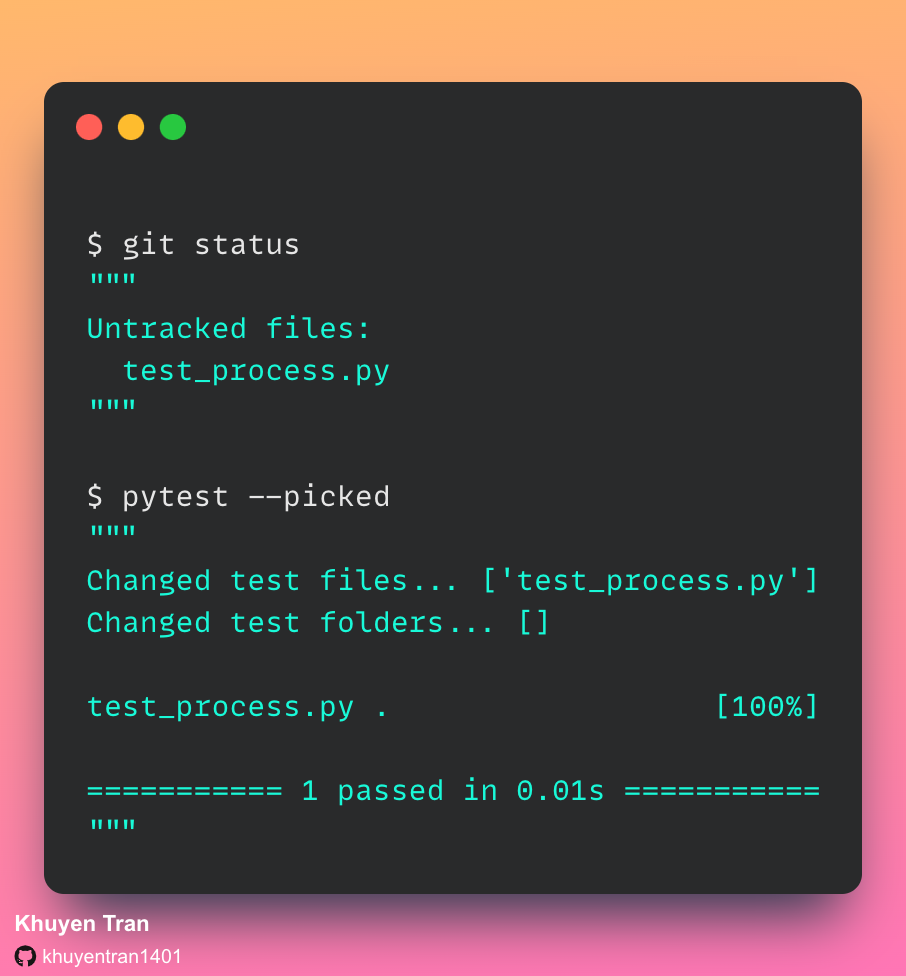 $ git status
"""
Untracked files:
  test_process.py
"""
$ pytest --picked
"""
Changed test files... ['test_process.py']
Changed test folders... []
test_process.py .                  [100%]
=========== 1 passed in 0.01s ===========
"""
Khuyen Tran
khuyentran1401